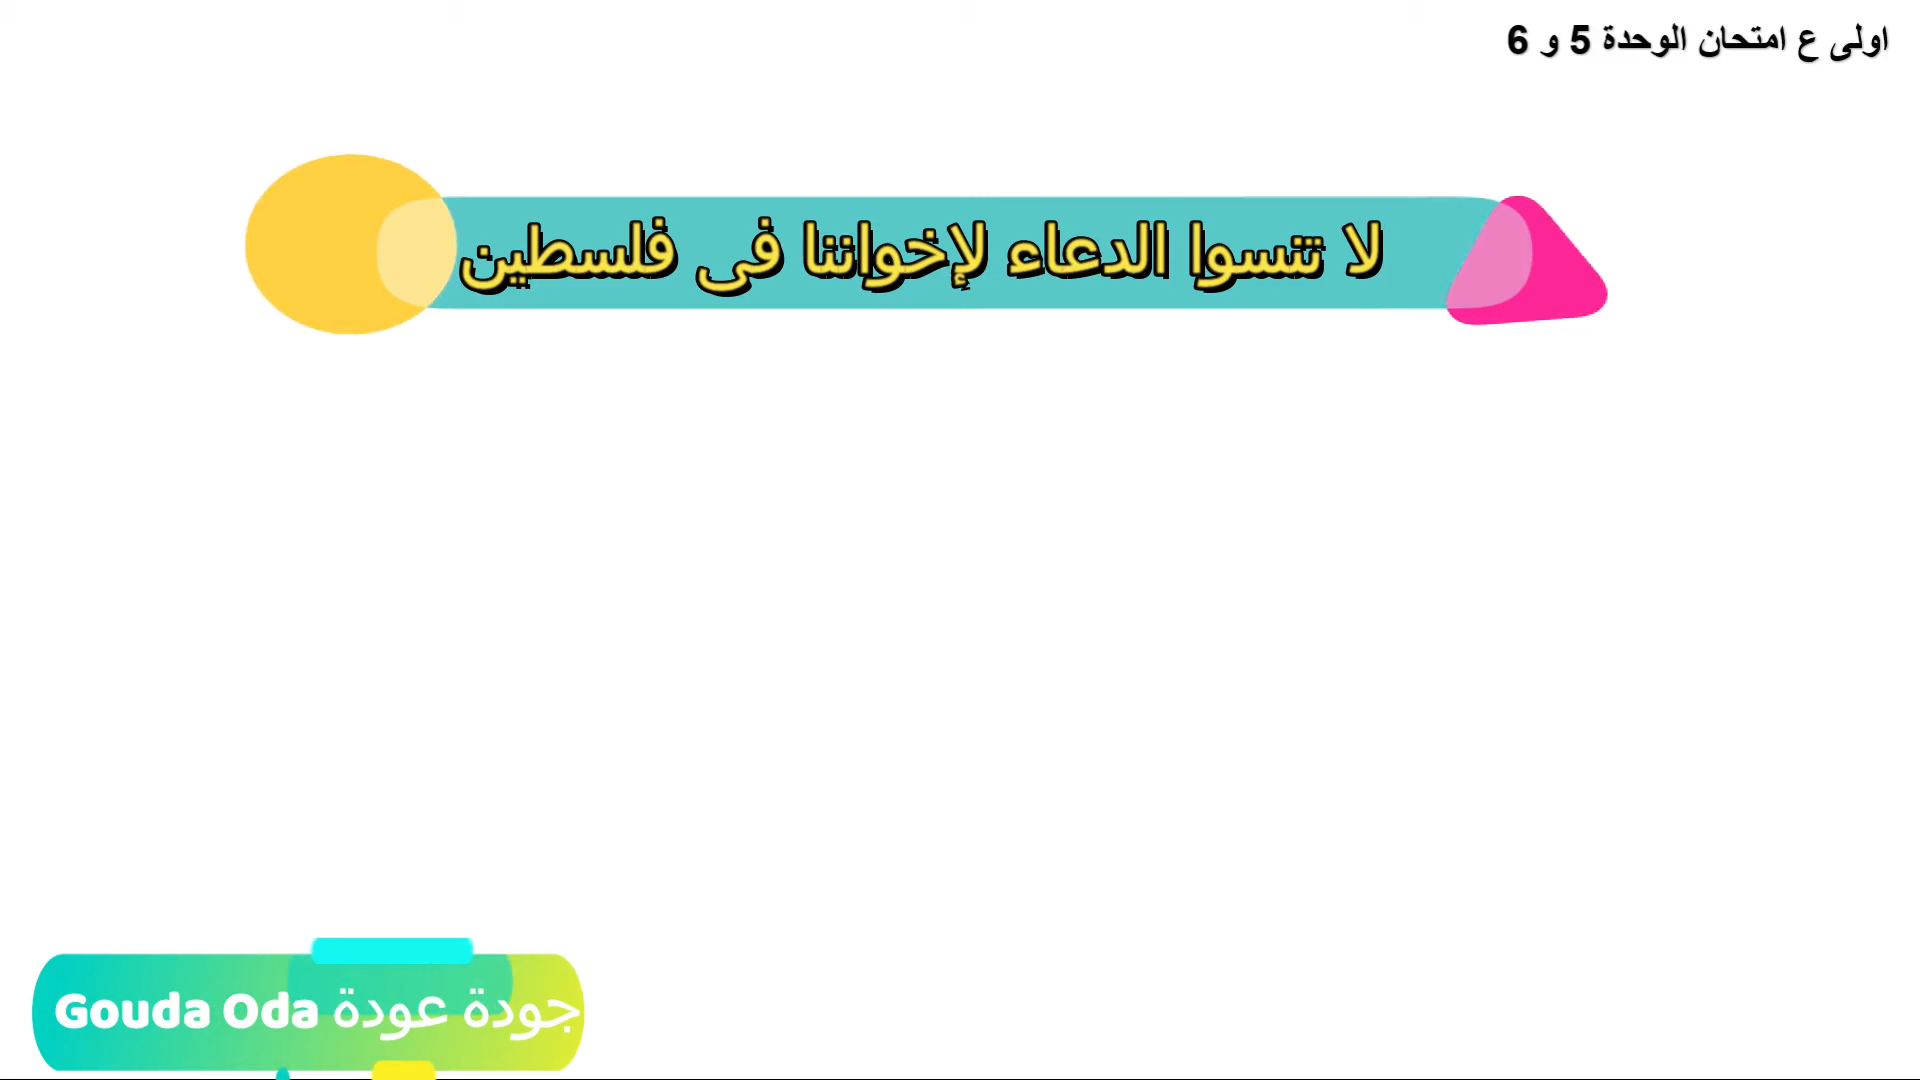 اولى ع امتحان الوحدة 5 و 6
لا تنسوا الدعاء لإخواننا فى فلسطين
جودة عودة Gouda Oda